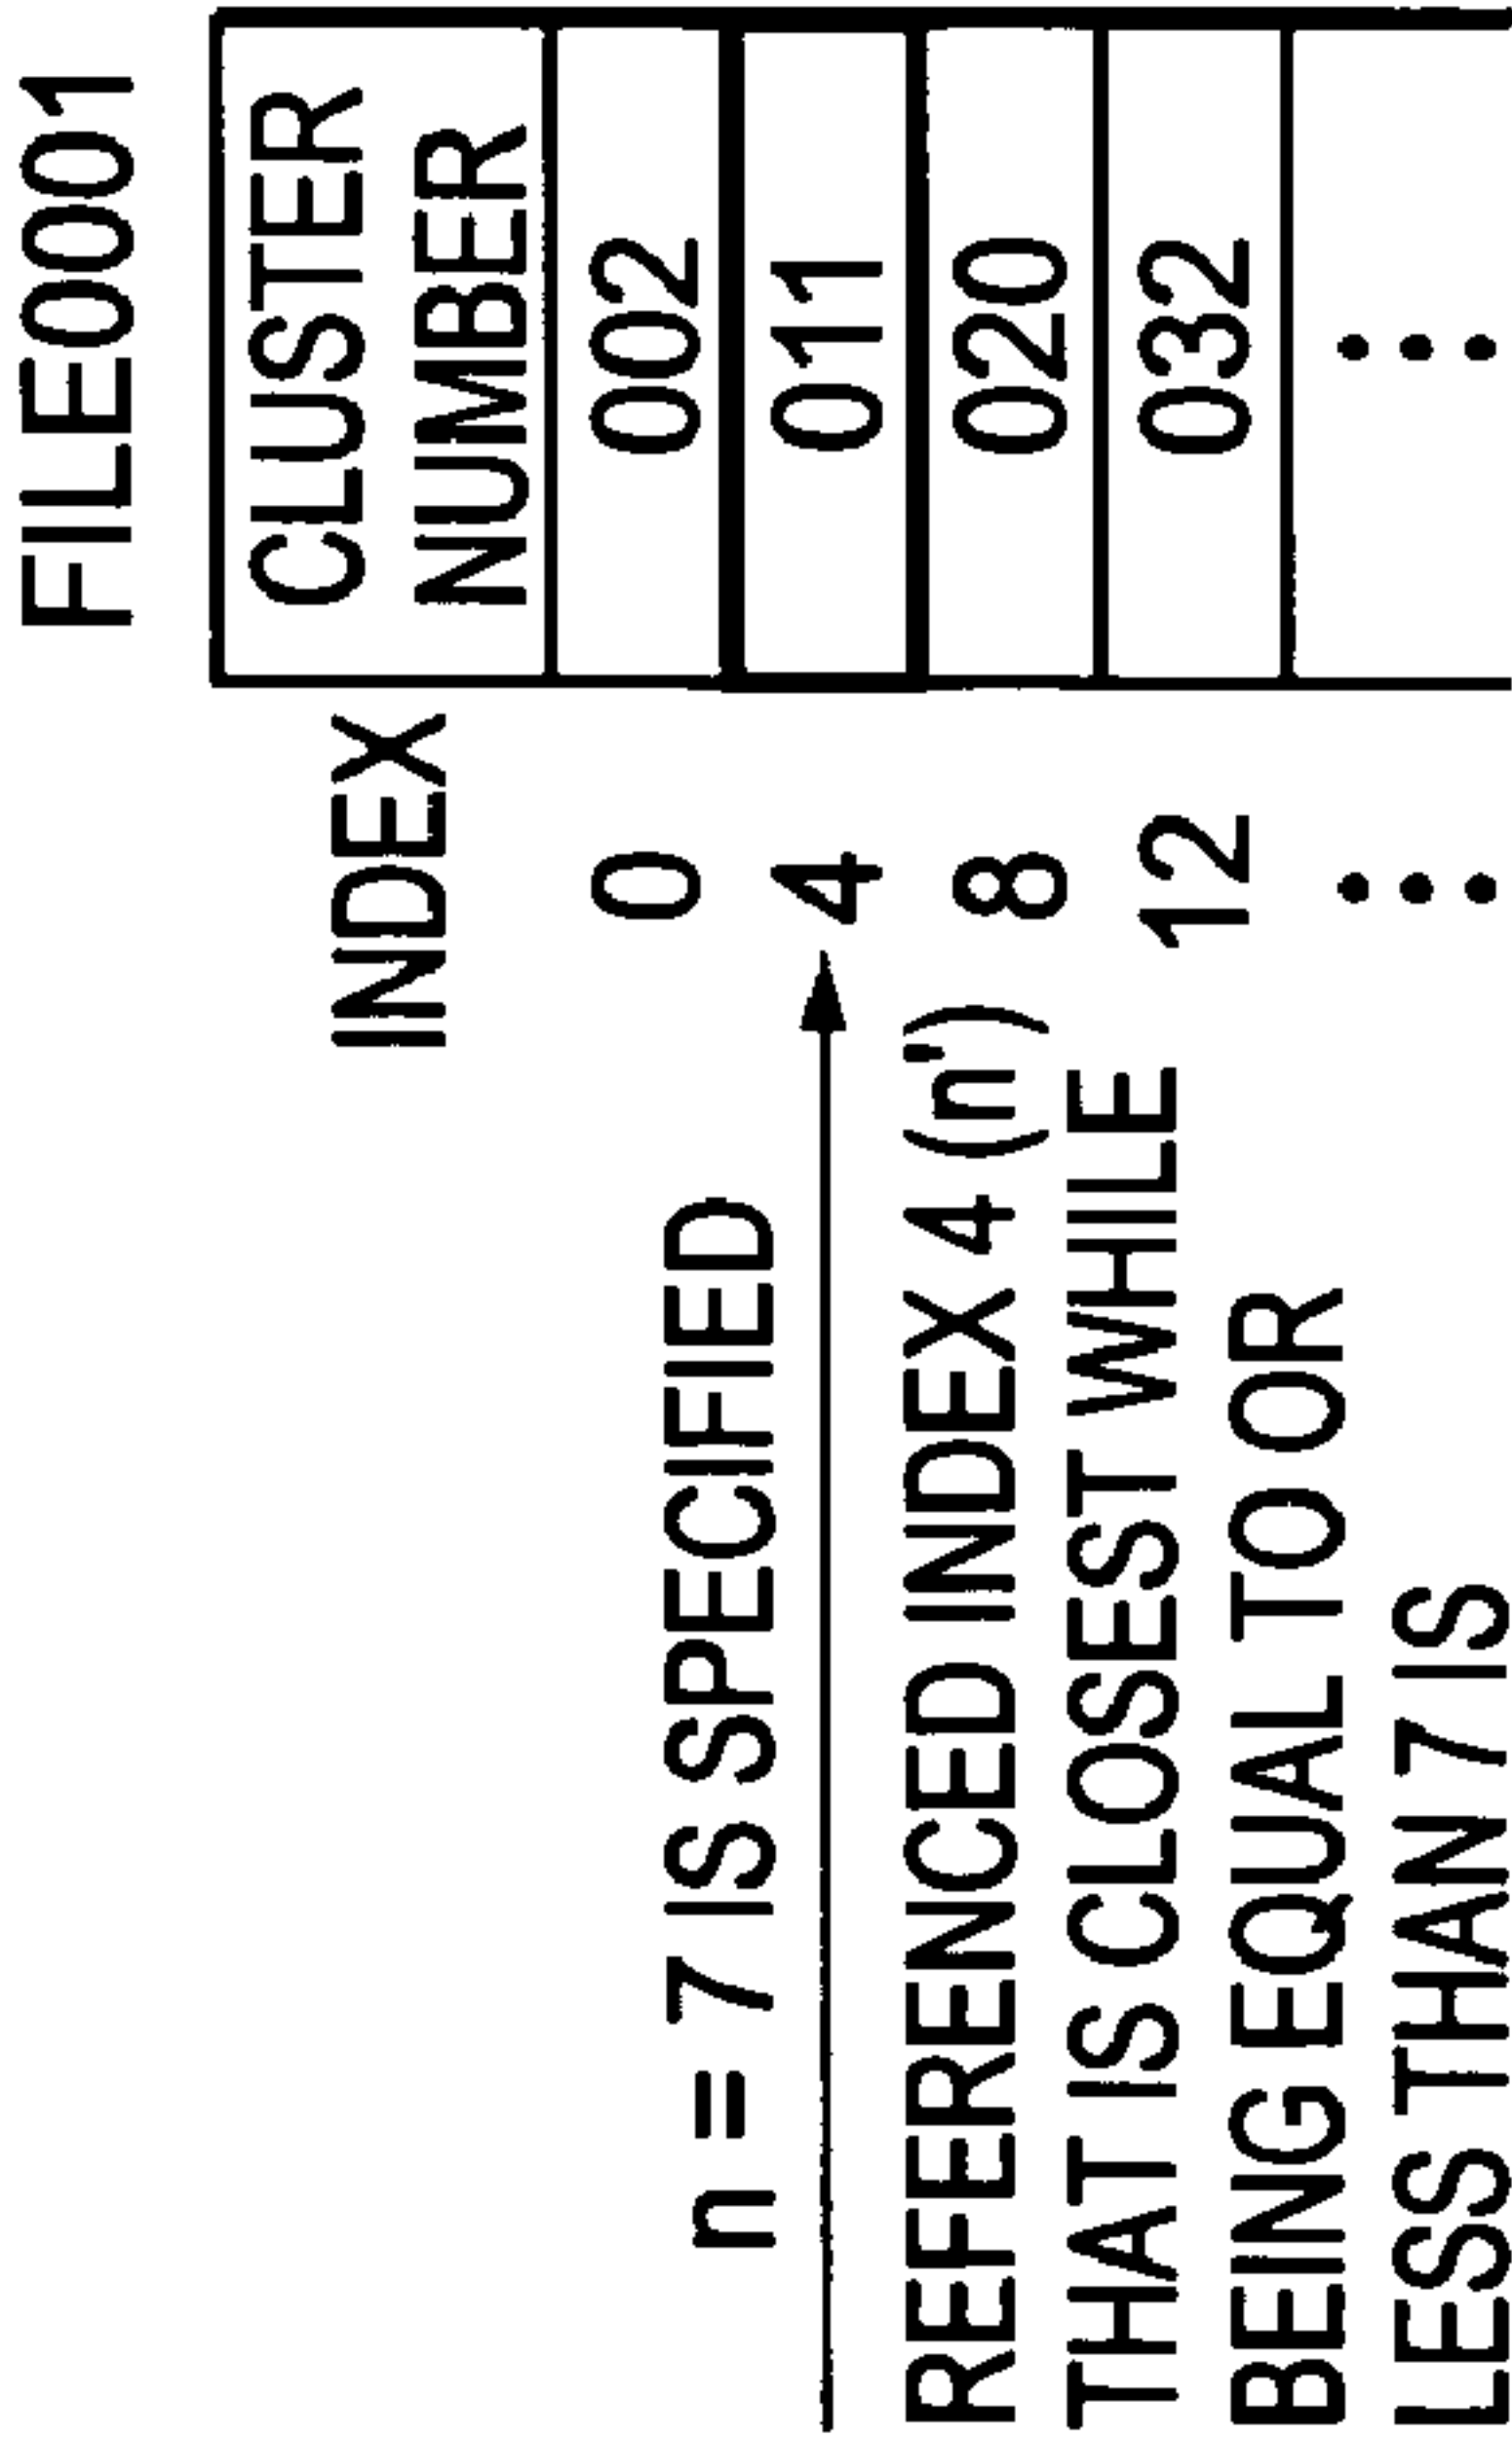 FILE0001
INDEX
CLUSTER
NUMBER
0 002
n = 7 IS SPECIFIED
4 011
REFERENCED INDEX 4 (n')
8 020
THAT IS CLOSEST WHILE
12 032
BEING EQUAL TO OR
LESS THAN 7 IS